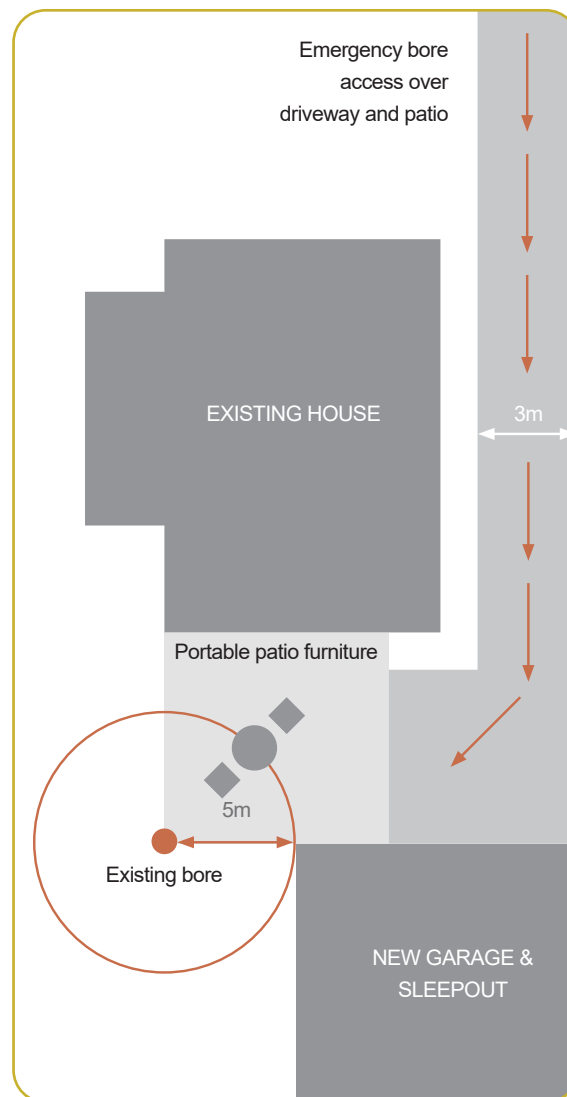 Emergency bore
access over
driveway and patio
EXISTING HOUSE
3m
Portable patio furniture
5m
Existing bore
NEW GARAGE &
SLEEPOUT